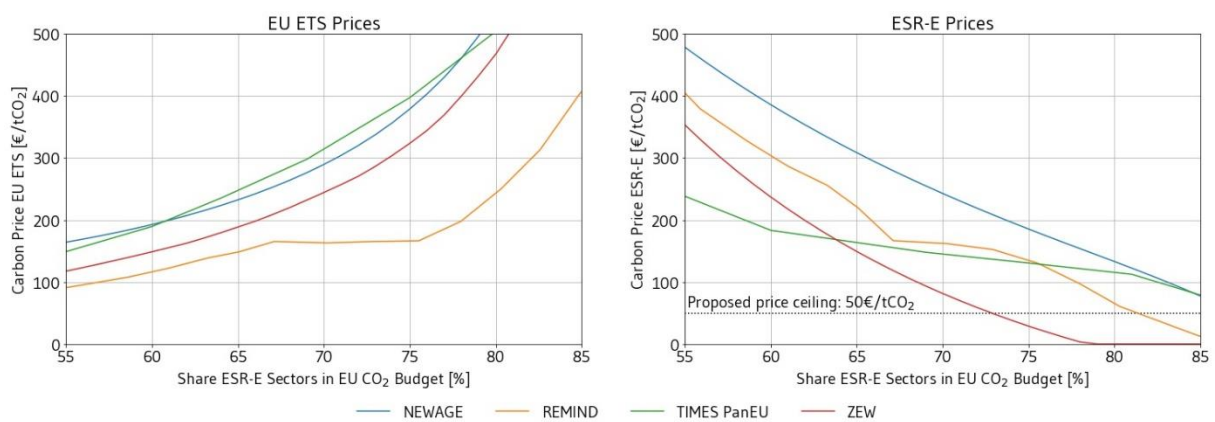 EU ETS Prices
Carbon Price EU ETS [€/tCO₂]
500
400
300
200
100
0
55 60 65 70 75 80 85
Share ESR-E Sectors in EU CO₂ Budget [%]
ESR-E Prices
Carbon Price ESR-E [€/tCO₂]
500
400
300
200
100
0
Proposed price ceiling: 50€/tCO₂
55 60 65 70 75 80 85
Share ESR-E Sectors in EU CO₂ Budget [%]
NEWAGE REMIND TIMES PanEU ZEW